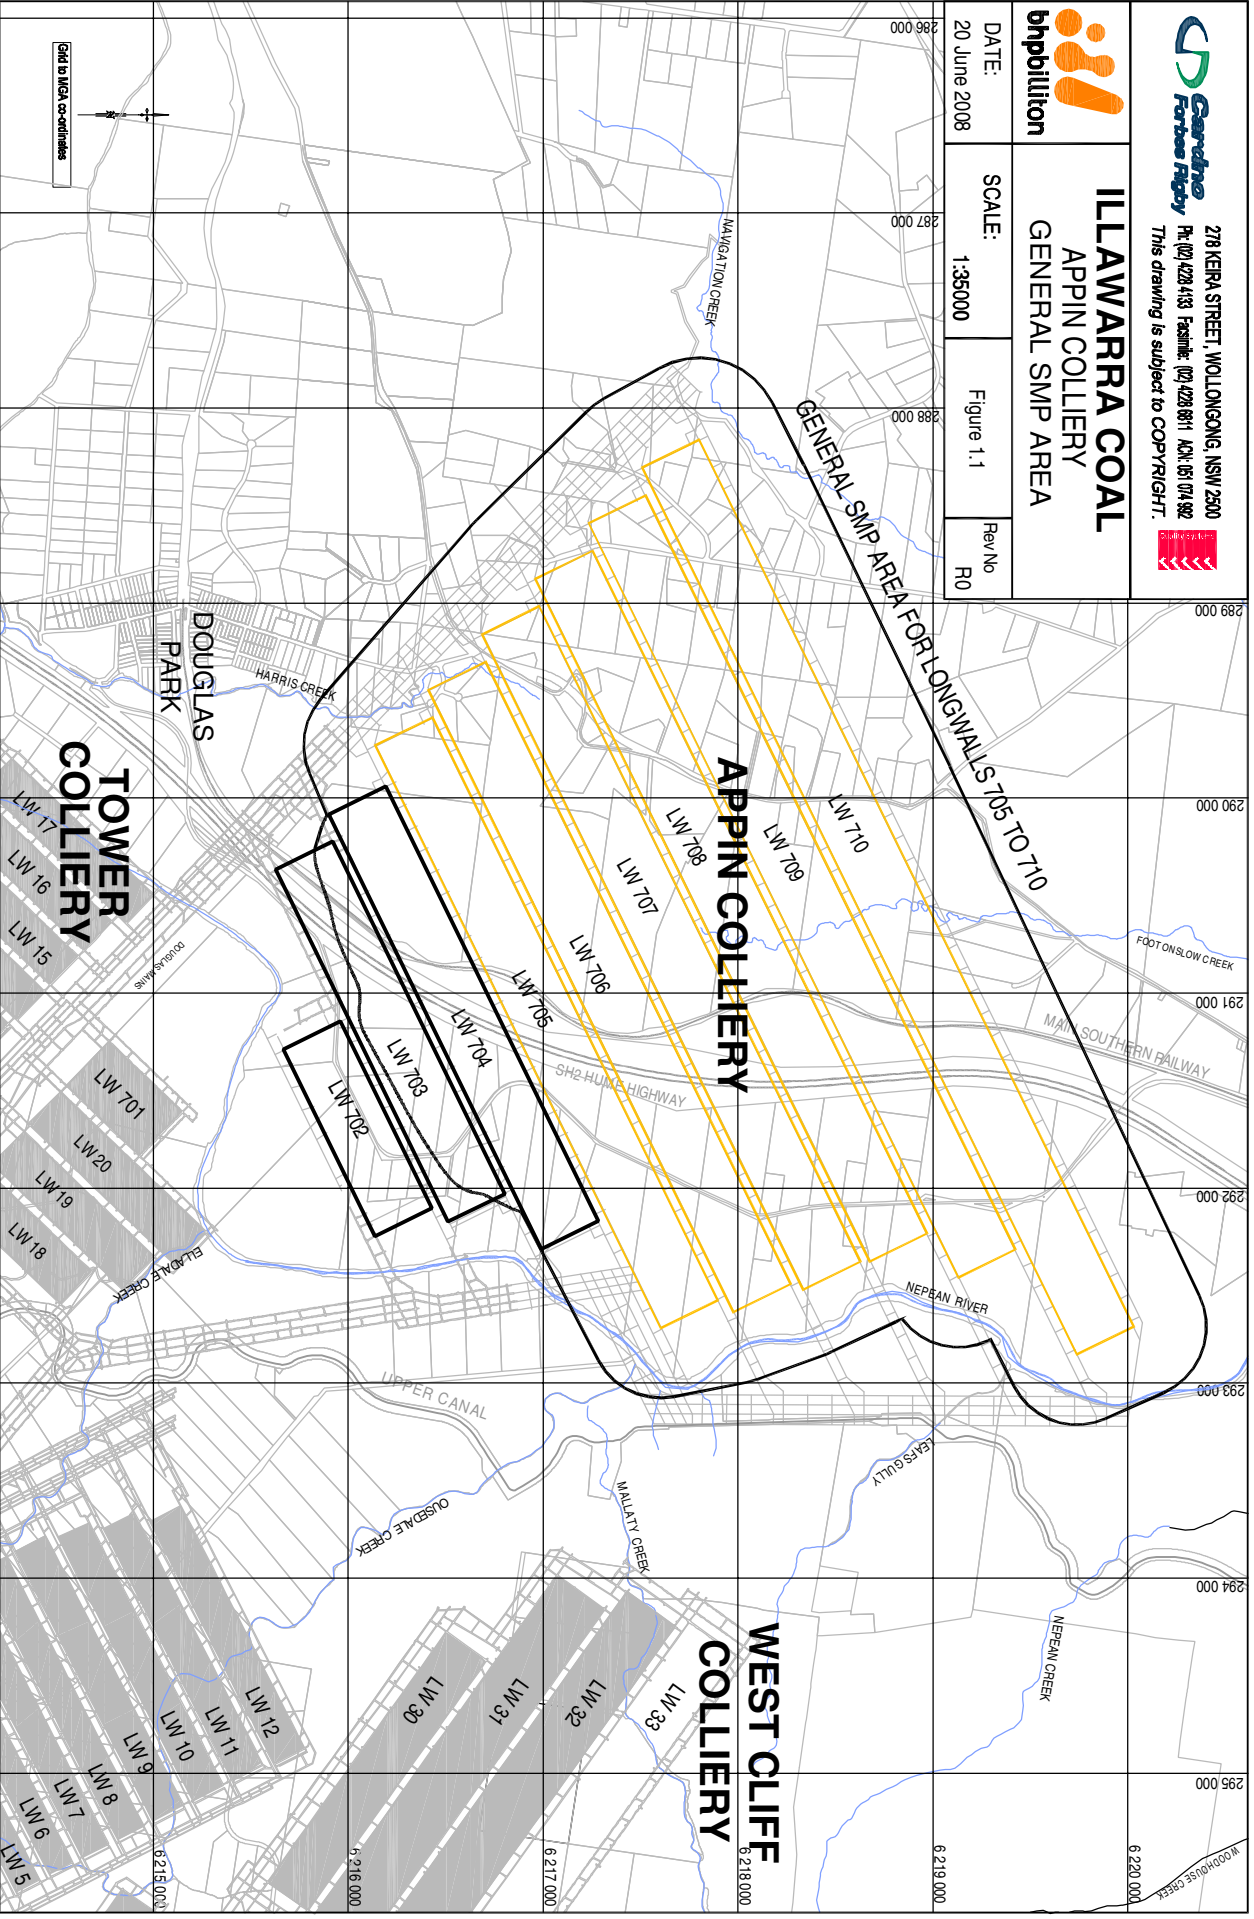 Cardno
Forbes Rigby
278 KEIRA STREET, WOLLONGONG, NSW 2500
Ph: (02) 4228 4133 Facsimile: (02) 4228 6811 ACN: 051 074 992
This drawing is subject to COPYRIGHT.
bhpbilliton
ILLAWARRA COAL
APPIN COLLIERY
GENERAL SMP AREA
DATE:
20 June 2008
SCALE:
1:35000
Figure 1.1
Rev No
R0
Grid to MGA co-ordinates
286 000
287 000
288 000
289 000
290 000
291 000
292 000
293 000
294 000
295 000
6 220 000
6 219 000
6 218 000
6 217 000
6 216 000
6 215 000
GENERAL SMP AREA FOR LONGWALLS 705 TO 710
NAVIGATION CREEK
FOOT ONSLOW CREEK
MAIN SOUTHERN RAILWAY
SH2 HUME HIGHWAY
APPIN COLLIERY
LW 710
LW 709
LW 708
LW 707
LW 706
LW 705
LW 704
LW 703
LW 702
HARRIS CREEK
DOUGLAS
PARK
TOWER
COLLIERY
DOUGLAS MAINS
LW 17
LW 16
LW 15
LW 701
LW 20
LW 19
LW 18
ELLADALE CREEK
NEPEAN RIVER
UPPER CANAL
OUSEDALE CREEK
MALLATY CREEK
LEAFS GULLY
NEPEAN CREEK
WOODHOUSE CREEK
WEST CLIFF
COLLIERY
LW 33
LW 32
LW 31
LW 30
LW 12
LW 11
LW 10
LW 9
LW 8
LW 7
LW 6
LW 5